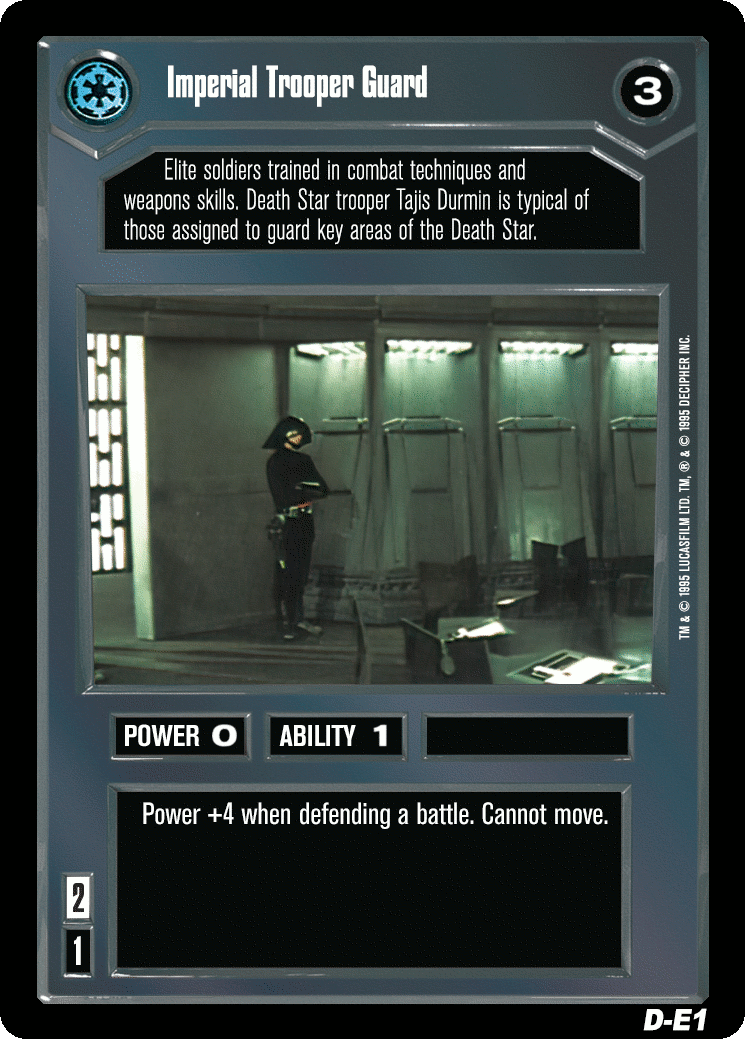 Imperial Trooper Guard
3
Elite soldiers trained in combat techniques and
weapons skills. Death Star trooper Tajis Durmin is typical of
those assigned to guard key areas of the Death Star.
TM & © 1995 LUCASFILM LTD. TM, ® & © 1995 DECIPHER INC.
POWER 0
ABILITY 1
Power +4 when defending a battle. Cannot move.
2
1
D-E1